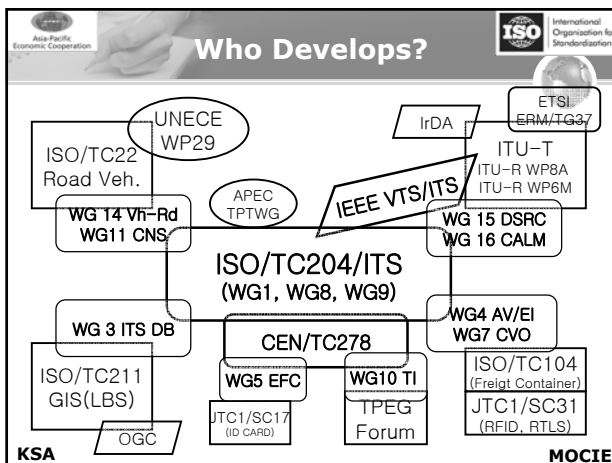 Asia-Pacific
Economic Cooperation
Who Develops?
ISO
International
Organization fo
Standardization
UNECE
WP29
IrDA
ETSI
ERM/TG37
ISO/TC22
Road Veh.
ITU-T
ITU-R WP8A
ITU-R WP6M
APEC
TPTWG
IEEE VTS/ITS
WG 14 Vh-Rd
WG11 CNS
WG 15 DSRC
WG 16 CALM
ISO/TC204/ITS
(WG1, WG8, WG9)
WG 3 ITS DB
CEN/TC278
WG4 AV/EI
WG7 CVO
ISO/TC211
GIS(LBS)
WG5 EFC
WG10 TI
ISO/TC104
(Freigt Container)
JTC1/SC17
(ID CARD)
TPEG
Forum
JTC1/SC31
(RFID, RTLS)
OGC
KSA
MOCIE